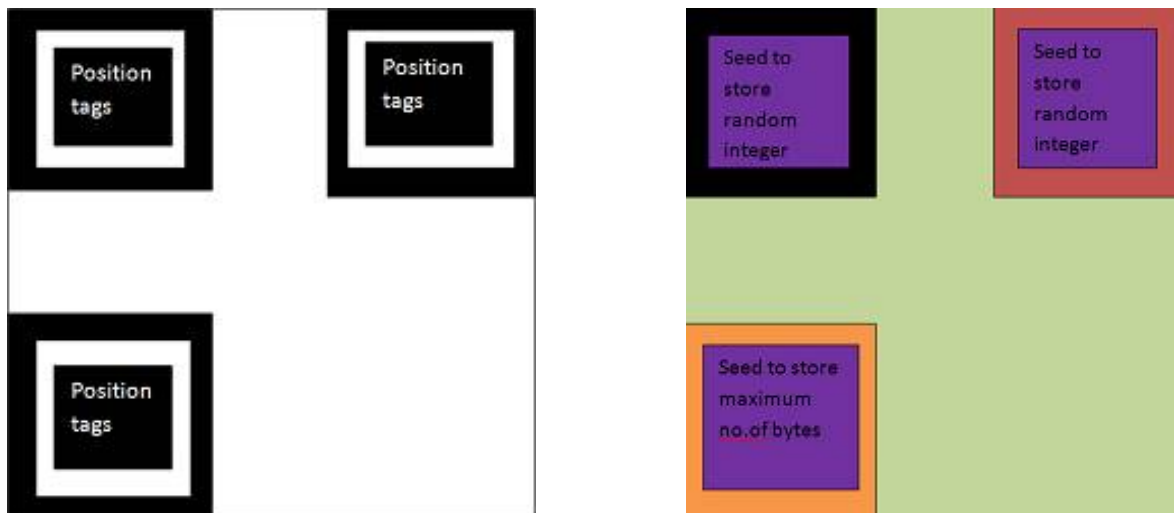 Position
tags
Position
tags
Position
tags
Seed to
store
random
integer
Seed to
store
random
integer
Seed to store
maximum
no.of bytes